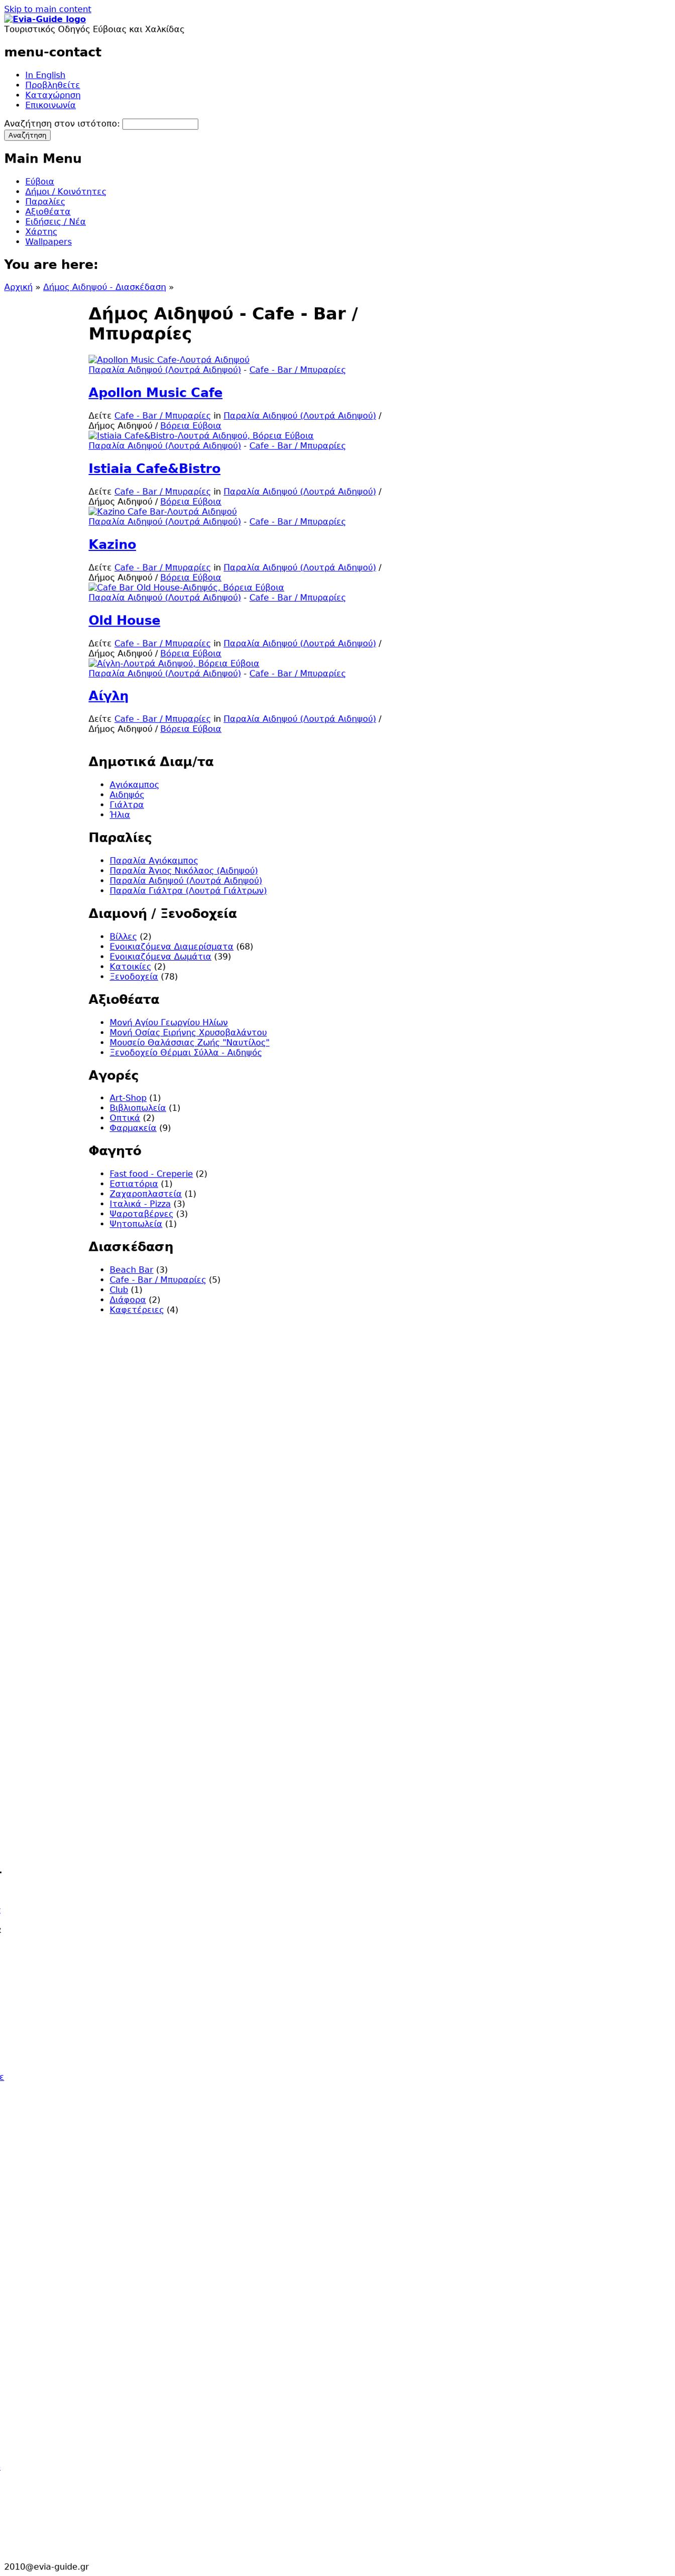 Skip to main content
Evia-Guide logo
Τουριστικός Οδηγός Εύβοιας και Χαλκίδας
menu-contact
In English
Προβληθείτε
Καταχώρηση
Επικοινωνία
Αναζήτηση στον ιστότοπο:
Αναζήτηση
Main Menu
Εύβοια
Δήμοι / Κοινότητες
Παραλίες
Αξιοθέατα
Ειδήσεις / Νέα
Χάρτης
Wallpapers
You are here:
Αρχική » Δήμος Αιδηψού - Διασκέδαση »
Δήμος Αιδηψού - Cafe - Bar /
Μπυραρίες
Apollon Music Cafe-Λουτρά Αιδηψού
Παραλία Αιδηψού (Λουτρά Αιδηψού) - Cafe - Bar / Μπυραρίες
Apollon Music Cafe
Δείτε Cafe - Bar / Μπυραρίες in Παραλία Αιδηψού (Λουτρά Αιδηψού) /
Δήμος Αιδηψού / Βόρεια Εύβοια
Istiaia Cafe&Bistro-Λουτρά Αιδηψού, Βόρεια Εύβοια
Παραλία Αιδηψού (Λουτρά Αιδηψού) - Cafe - Bar / Μπυραρίες
Istiaia Cafe&Bistro
Δείτε Cafe - Bar / Μπυραρίες in Παραλία Αιδηψού (Λουτρά Αιδηψού) /
Δήμος Αιδηψού / Βόρεια Εύβοια
Kazino Cafe Bar-Λουτρά Αιδηψού
Παραλία Αιδηψού (Λουτρά Αιδηψού) - Cafe - Bar / Μπυραρίες
Kazino
Δείτε Cafe - Bar / Μπυραρίες in Παραλία Αιδηψού (Λουτρά Αιδηψού) /
Δήμος Αιδηψού / Βόρεια Εύβοια
Cafe Bar Old House-Αιδηψός, Βόρεια Εύβοια
Παραλία Αιδηψού (Λουτρά Αιδηψού) - Cafe - Bar / Μπυραρίες
Old House
Δείτε Cafe - Bar / Μπυραρίες in Παραλία Αιδηψού (Λουτρά Αιδηψού) /
Δήμος Αιδηψού / Βόρεια Εύβοια
Αίγλη-Λουτρά Αιδηψού, Βόρεια Εύβοια
Παραλία Αιδηψού (Λουτρά Αιδηψού) - Cafe - Bar / Μπυραρίες
Αίγλη
Δείτε Cafe - Bar / Μπυραρίες in Παραλία Αιδηψού (Λουτρά Αιδηψού) /
Δήμος Αιδηψού / Βόρεια Εύβοια
Δημοτικά Διαμ/τα
Αγιόκαμπος
Αιδηψός
Γιάλτρα
Ήλια
Παραλίες
Παραλία Αγιόκαμπος
Παραλία Άγιος Νικόλαος (Αιδηψού)
Παραλία Αιδηψού (Λουτρά Αιδηψού)
Παραλία Γιάλτρα (Λουτρά Γιάλτρων)
Διαμονή / Ξενοδοχεία
Βίλλες (2)
Ενοικιαζόμενα Διαμερίσματα (68)
Ενοικιαζόμενα Δωμάτια (39)
Κατοικίες (2)
Ξενοδοχεία (78)
Αξιοθέατα
Μονή Αγίου Γεωργίου Ηλίων
Μονή Οσίας Ειρήνης Χρυσοβαλάντου
Μουσείο Θαλάσσιας Ζωής "Ναυτίλος"
Ξενοδοχείο Θέρμαι Σύλλα - Αιδηψός
Αγορές
Art-Shop (1)
Βιβλιοπωλεία (1)
Οπτικά (2)
Φαρμακεία (9)
Φαγητό
Fast food - Creperie (2)
Εστιατόρια (1)
Ζαχαροπλαστεία (1)
Ιταλικά - Pizza (3)
Ψαροταβέρνες (3)
Ψητοπωλεία (1)
Διασκέδαση
Beach Bar (3)
Cafe - Bar / Μπυραρίες (5)
Club (1)
Διάφορα (2)
Καφετέρειες (4)
2010@evia-guide.gr